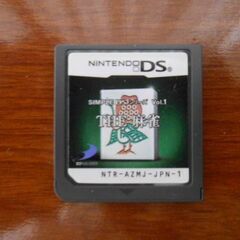 NINTENDO DS
SIMPLE DSシリーズ Vol.1
THE 麻雀
NTR-AZMJ-JPN-1